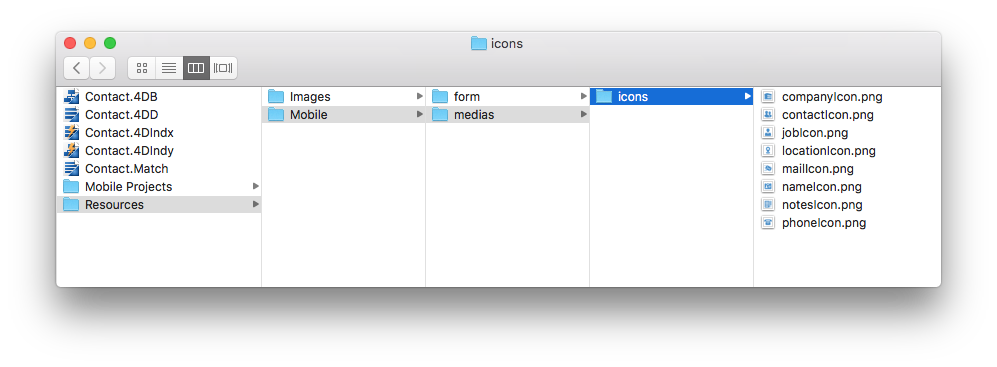 icons
Contact.4DB
Contact.4DD
Contact.4DIndx
Contact.4DIndy
Contact.Match
Mobile Projects
Resources
Images
Mobile
form
medias
icons
companyIcon.png
contactIcon.png
jobIcon.png
locationIcon.png
mailIcon.png
nameIcon.png
notesIcon.png
phoneIcon.png